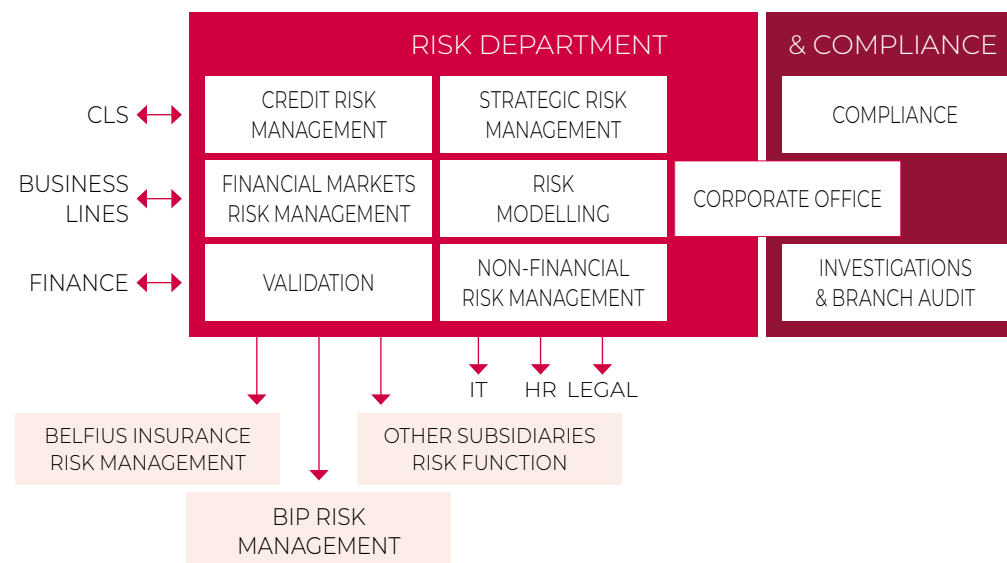 RISK DEPARTMENT
& COMPLIANCE
CLS
CREDIT RISK
MANAGEMENT
STRATEGIC RISK
MANAGEMENT
COMPLIANCE
BUSINESS
LINES
FINANCIAL MARKETS
RISK MANAGEMENT
RISK
MODELLING
CORPORATE OFFICE
FINANCE
VALIDATION
NON-FINANCIAL
RISK MANAGEMENT
INVESTIGATIONS
& BRANCH AUDIT
IT
HR
LEGAL
BELFIUS INSURANCE
RISK MANAGEMENT
OTHER SUBSIDIARIES
RISK FUNCTION
BIP RISK
MANAGEMENT